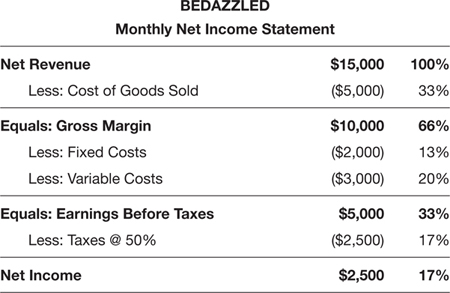 BEDAZZLED
Monthly Net Income Statement
Net Revenue $15,000 100%
Less: Cost of Goods Sold ($5,000) 33%
Equals: Gross Margin $10,000 66%
Less: Fixed Costs ($2,000) 13%
Less: Variable Costs ($3,000) 20%
Equals: Earnings Before Taxes $5,000 33%
Less: Taxes @ 50% ($2,500) 17%
Net Income $2,500 17%